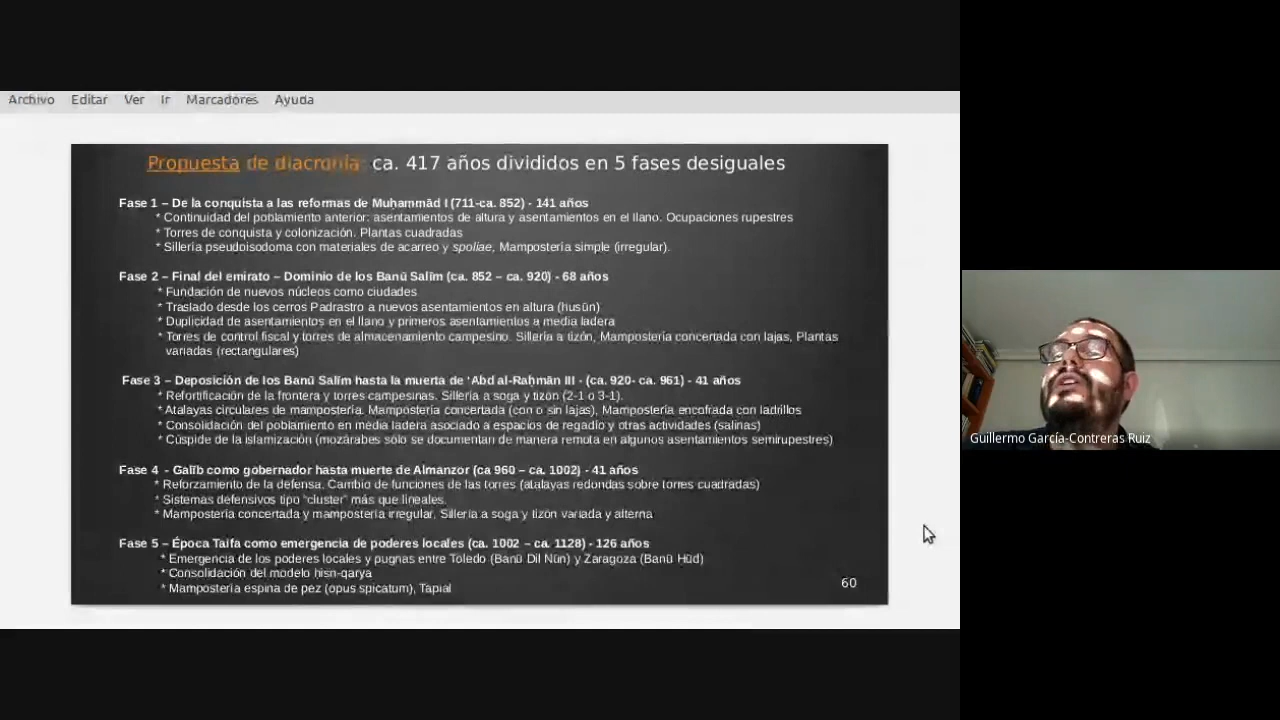 Archivo Editar Ver Ir Marcadores Ayuda
Propuesta de diacronía: ca. 417 años divididos en 5 fases desiguales
Fase 1 – De la conquista a las reformas de Muḥammād I (711-ca. 852) - 141 años
* Continuidad del poblamiento anterior: asentamientos de altura y asentamientos en el llano. Ocupaciones rupestres
* Torres de conquista y colonización. Plantas cuadradas
* Sillería pseudoisodoma con materiales de acarreo y spoliae, Mampostería simple (irregular).
Fase 2 – Final del emirato – Dominio de los Banū Salīm (ca. 852 – ca. 920) - 68 años
* Fundación de nuevos núcleos como ciudades
* Traslado desde los cerros Padrastro a nuevos asentamientos en altura (husūn)
* Duplicidad de asentamientos en el llano y primeros asentamientos a media ladera
* Torres de control fiscal y torres de almacenamiento campesino. Sillería a tizón, Mampostería concertada con lajas, Plantas
variadas (rectangulares)
Fase 3 – Deposición de los Banū Salīm hasta la muerte de ‘Abd al-Raḥmān III - (ca. 920- ca. 961) - 41 años
* Refortificación de la frontera y torres campesinas. Sillería a soga y tizón (2-1 o 3-1).
* Atalayas circulares de mampostería. Mampostería concertada (con o sin lajas), Mampostería encofrada con ladrillos
* Consolidación del poblamiento en media ladera asociado a espacios de regadío y otras actividades (salinas)
* Cúspide de la islamización (mozárabes sólo se documentan de manera remota en algunos asentamientos semirupestres)
Fase 4 - Galīb como gobernador hasta muerte de Almanzor (ca 960 – ca. 1002) - 41 años
* Reforzamiento de la defensa. Cambio de funciones de las torres (atalayas redondas sobre torres cuadradas)
* Sistemas defensivos tipo “cluster” más que lineales.
* Mampostería concertada y mampostería irregular. Sillería a soga y tizón variada y alterna
Fase 5 – Época Taifa como emergencia de poderes locales (ca. 1002 – ca. 1128) - 126 años
* Emergencia de los poderes locales y pugnas entre Toledo (Banū Dil Nūn) y Zaragoza (Banū Hūd)
* Consolidación del modelo hisn-qarya
* Mampostería espina de pez (opus spicatum), Tapial
60
Guillermo García-Contreras Ruiz